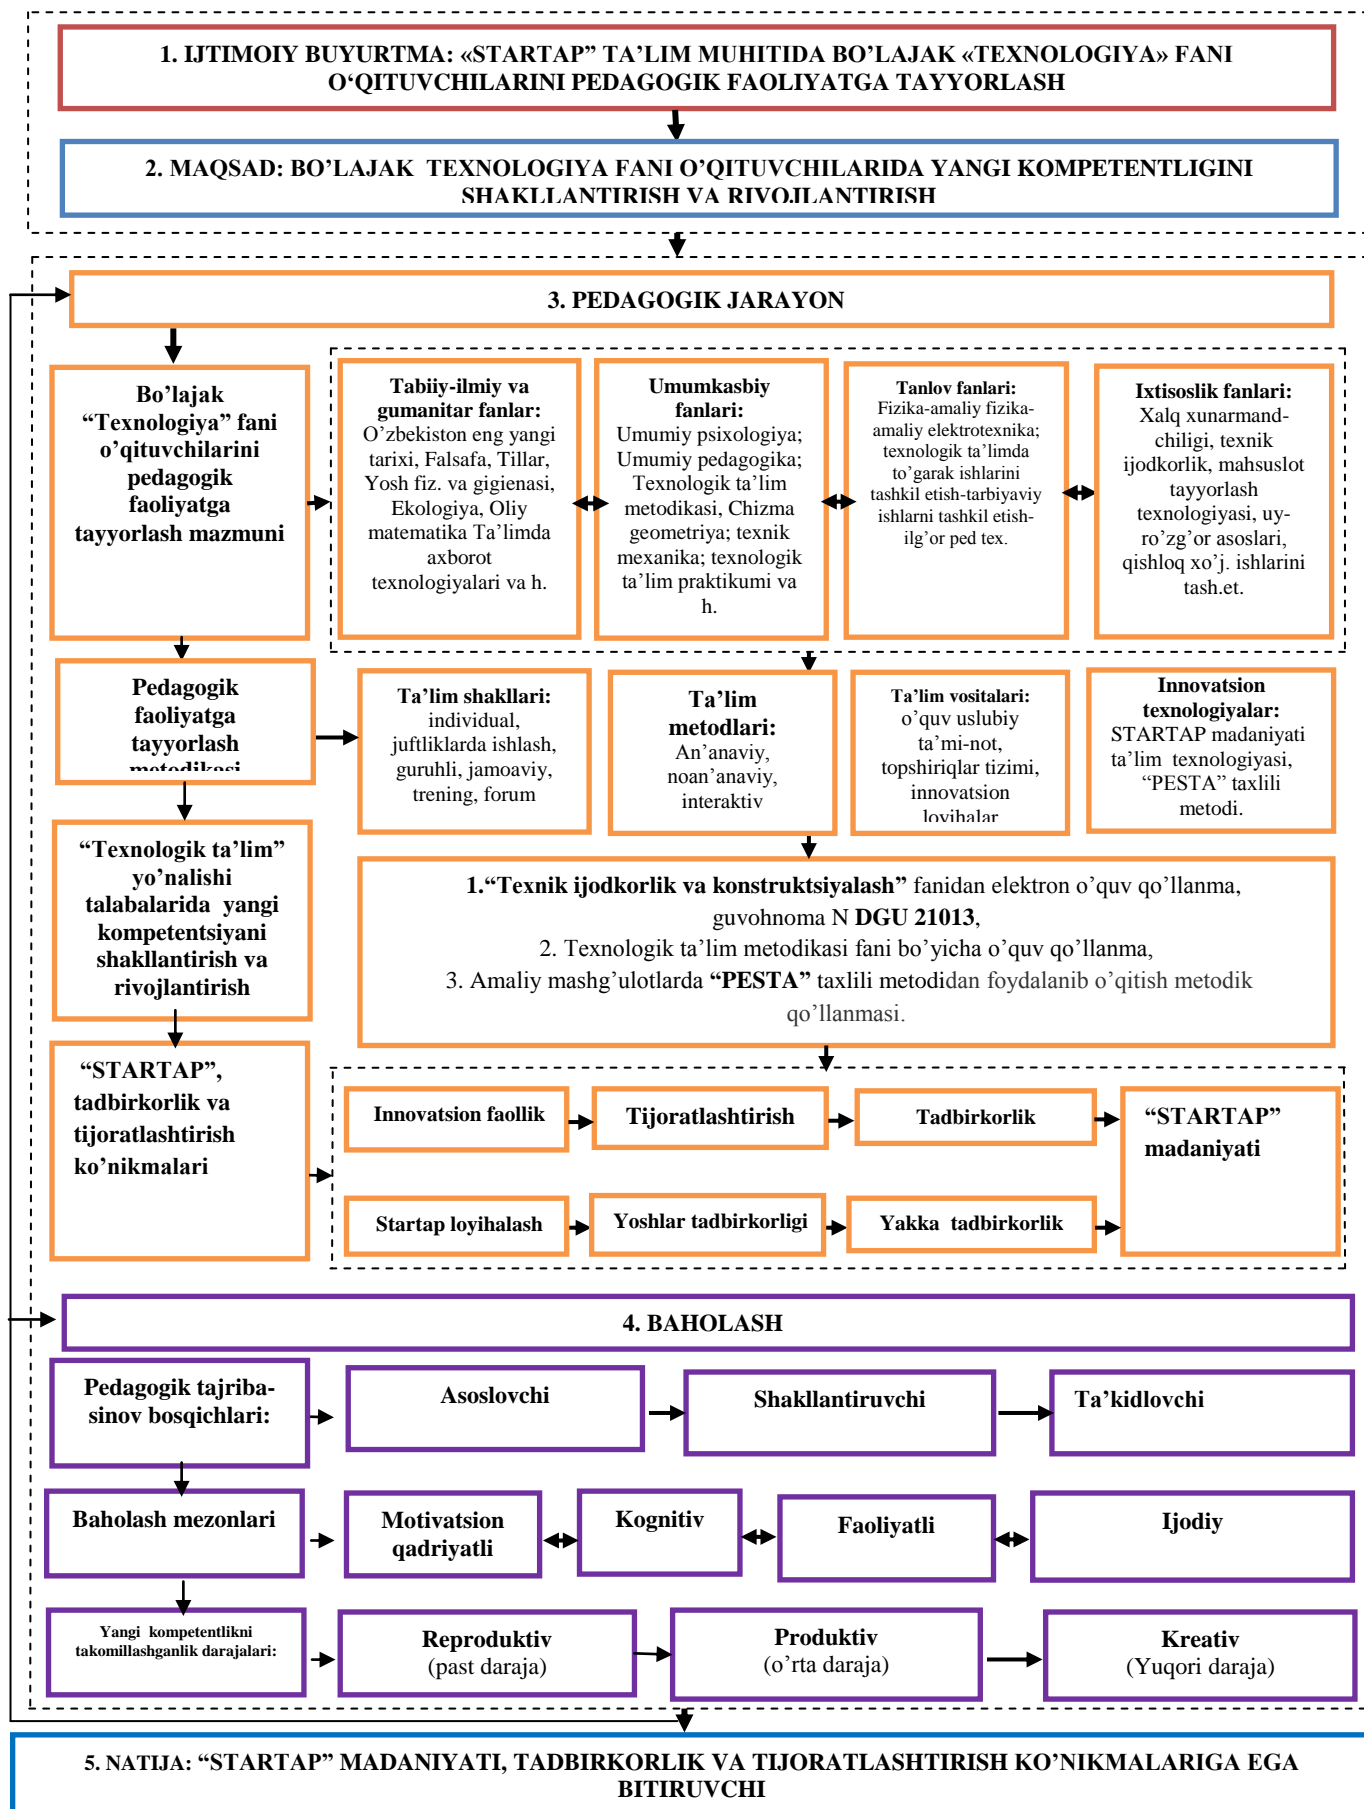 1. IJTIMOIY BUYURTMA: «STARTAP” TA’LIM MUHITIDA BO’LAJAK «TEXNOLOGIYA» FANI
O‘QITUVCHILARINI PEDAGOGIK FAOLIYATGA TAYYORLASH
2. MAQSAD: BO’LAJAK TEXNOLOGIYA FANI O’QITUVCHILARIDA YANGI KOMPETENTLIGINI
SHAKLLANTIRISH VA RIVOJLANTIRISH
3. PEDAGOGIK JARAYON
Bo’lajak
“Texnologiya” fani
o’qituvchilarini
pedagogik
faoliyatga
tayyorlash mazmuni
Tabiiy-ilmiy va
gumanitar fanlar:
O’zbekiston eng yangi
tarixi, Falsafa, Tillar,
Yosh fiz. va gigienasi,
Ekologiya, Oliy
matematika Ta’limda
axborot
texnologiyalari va h.
Umumkasbiy
fanlari:
Umumiy psixologiya;
Umumiy pedagogika;
Texnologik ta’lim
metodikasi, Chizma
geometriya; texnik
mexanika; texnologik
ta’lim praktikumi va
h.
Tanlov fanlari:
Fizika-amaliy fizika-
amaliy elektrotexnika;
texnologik ta’limda
to’garak ishlarini
tashkil etish-tarbiyaviy
ishlarni tashkil etish-
ilg’or ped tex.
Ixtisoslik fanlari:
Xalq xunarmand-
chiligi, texnik
ijodkorlik, mahsuslot
tayyorlash
texnologiyasi, uy-
ro’zg’or asoslari,
qishloq xo’j. ishlarini
tash.et.
Pedagogik
faoliyatga
tayyorlash
metodikasi
Ta’lim shakllari:
individual,
juftliklarda ishlash,
guruhli, jamoaviy,
trening, forum
Ta’lim
metodlari:
An’anaviy,
noan’anaviy,
interaktiv
Ta’lim vositalari:
o’quv uslubiy
ta’mi-not,
topshiriqlar tizimi,
innovatsion
loyihalar
Innovatsion
texnologiyalar:
STARTAP madaniyati
ta’lim texnologiyasi,
“PESTA” taxlili
metodi.
“Texnologik ta’lim”
yo’nalishi
talabalarida yangi
kompetentsiyani
shakllantirish va
rivojlantirish
1.“Texnik ijodkorlik va konstruktsiyalash” fanidan elektron o’quv qo’llanma,
guvohnoma N DGU 21013,
2. Texnologik ta’lim metodikasi fani bo’yicha o’quv qo’llanma,
3. Amaliy mashg’ulotlarda “PESTA” taxlili metodidan foydalanib o’qitish metodik
qo’llanmasi.
“STARTAP”,
tadbirkorlik va
tijoratlashtirish
ko’nikmalari
Innovatsion faollik
Tijoratlashtirish
Tadbirkorlik
“STARTAP”
madaniyati
Startap loyihalash
Yoshlar tadbirkorligi
Yakka tadbirkorlik
4. BAHOLASH
Pedagogik tajriba-
sinov bosqichlari:
Asoslovchi
Shakllantiruvchi
Ta’kidlovchi
Baholash mezonlari
Motivatsion
qadriyatli
Kognitiv
Faoliyatli
Ijodiy
Yangi kompetentlikni
takomillashganlik darajalari:
Reproduktiv
(past daraja)
Produktiv
(o’rta daraja)
Kreativ
(Yuqori daraja)
5. NATIJA: “STARTAP” MADANIYATI, TADBIRKORLIK VA TIJORATLASHTIRISH KO’NIKMALARIGA EGA
BITIRUVCHI